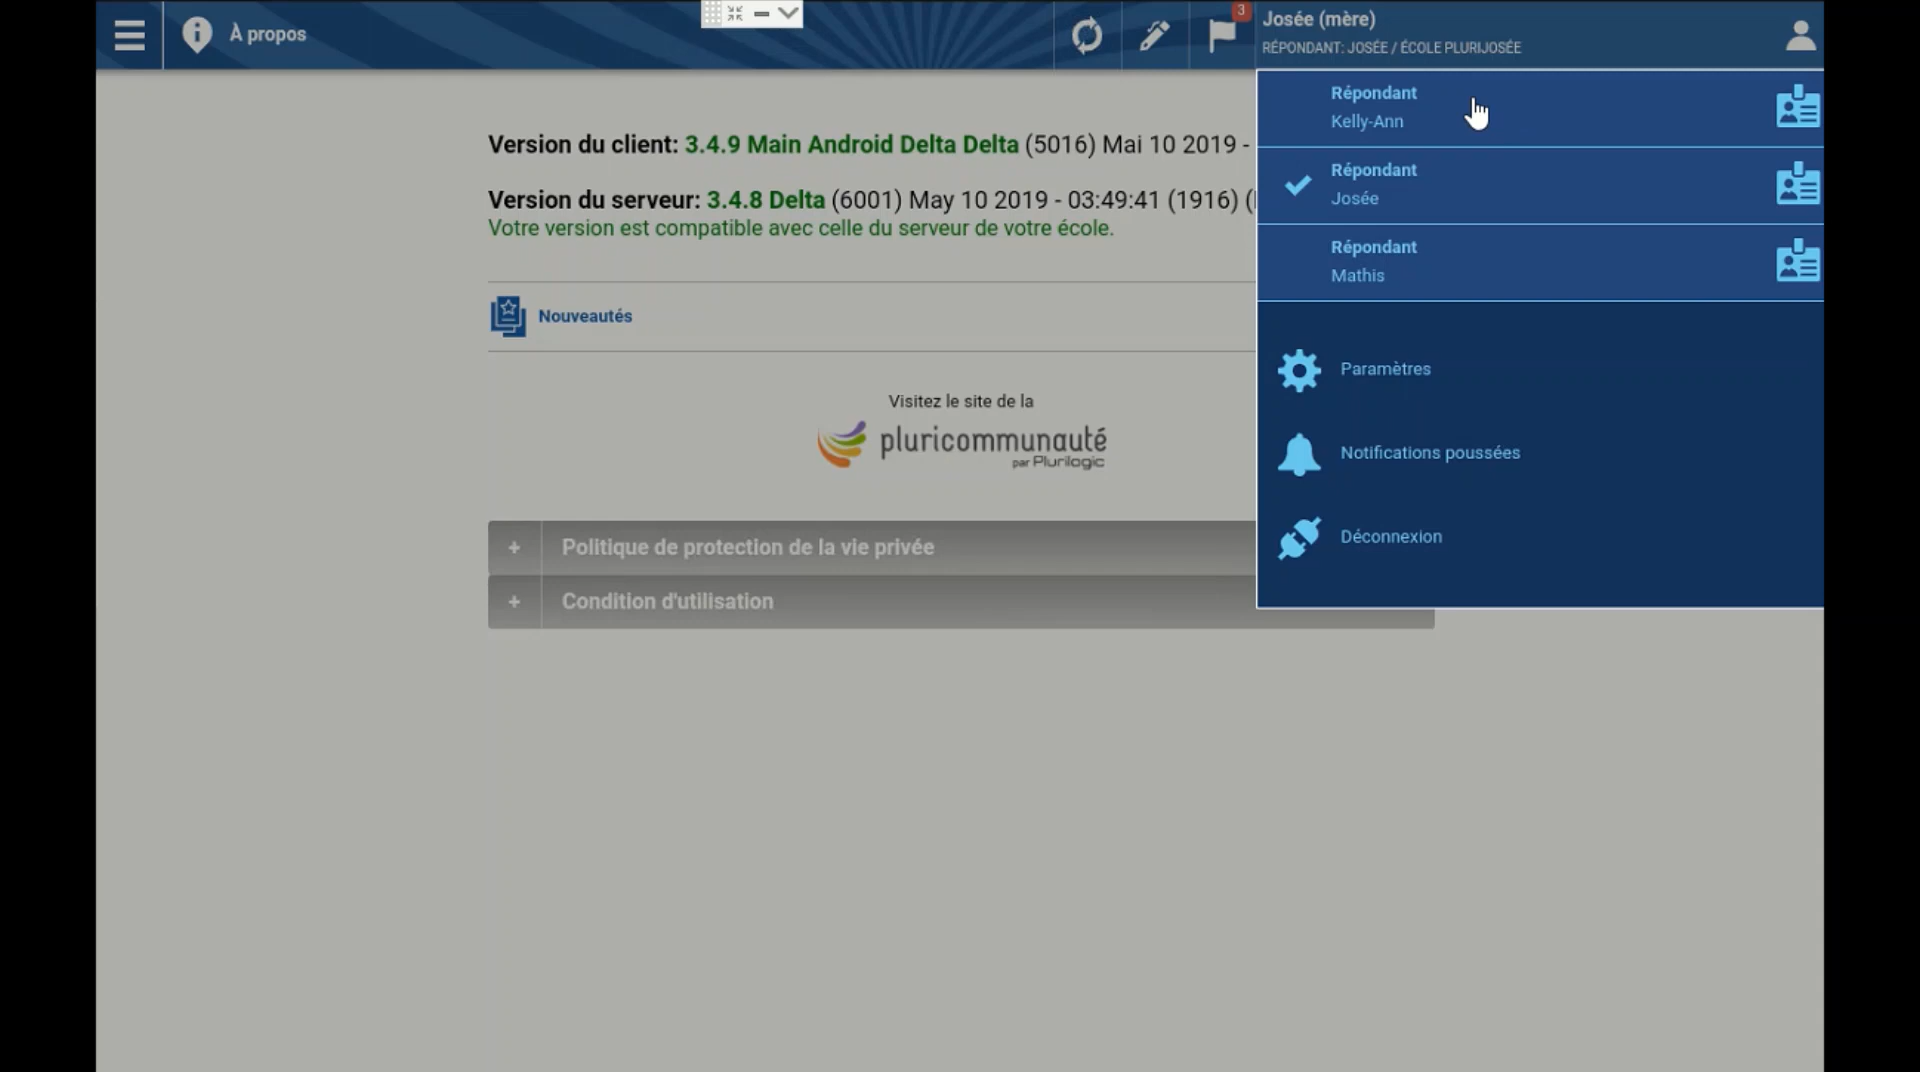 À propos
3
Josée (mère)
RÉPONDANT: JOSÉE / ÉCOLE PLURIJOSÉE
Répondant
Kelly-Ann
Répondant
Josée
Répondant
Mathis
Paramètres
Notifications poussées
Déconnexion
Version du client: 3.4.9 Main Android Delta Delta (5016) Mai 10 2019 -
Version du serveur: 3.4.8 Delta (6001) May 10 2019 - 03:49:41 (1916) (
Votre version est compatible avec celle du serveur de votre école.
Nouveautés
Visitez le site de la
pluricommunauté
par Plurilogic
+ Politique de protection de la vie privée
+ Condition d'utilisation